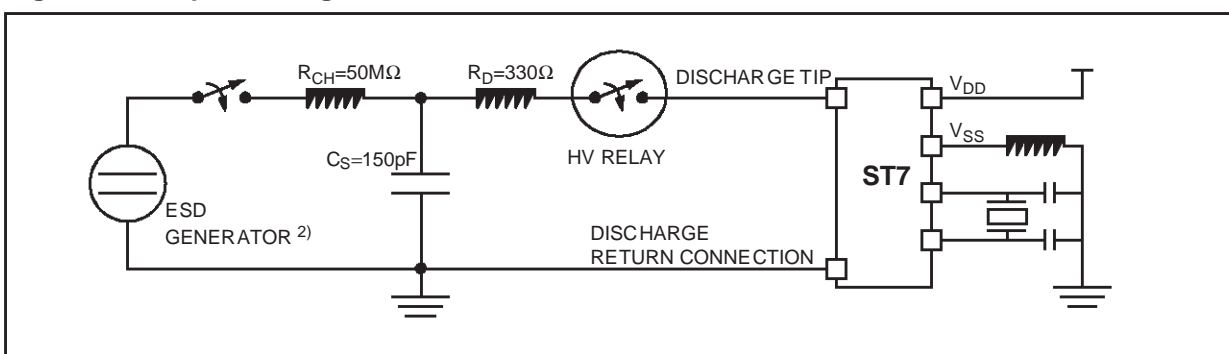 R_CH=50MΩ
R_D=330Ω
DISCHARGE TIP
V_DD
C_S=150pF
HV RELAY
V_SS
ST7
ESD
GENERATOR 2)
DISCHARGE
RETURN CONNECTION